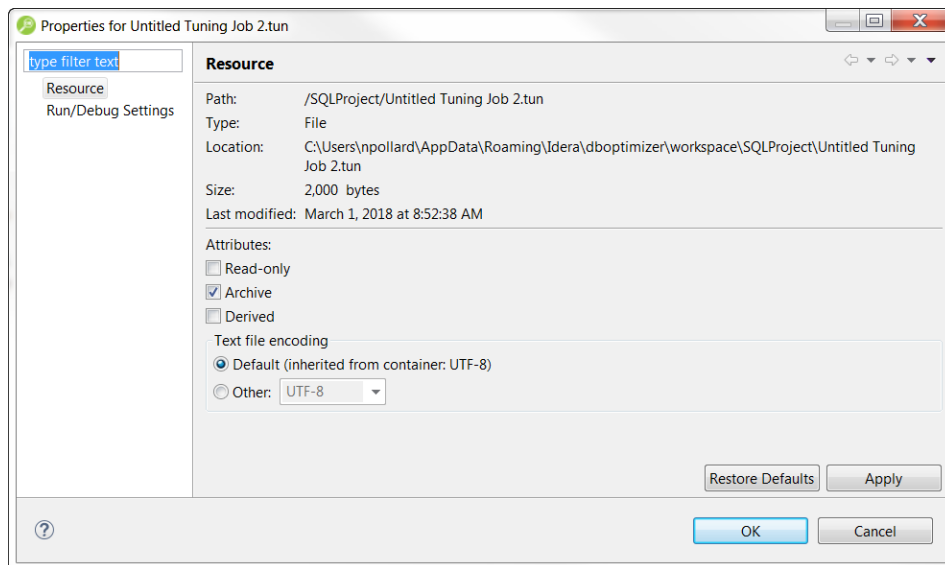 Properties for Untitled Tuning Job 2.tun
type filter text
Resource
Run/Debug Settings
Resource
Path: /SQLProject/Untitled Tuning Job 2.tun
Type: File
Location: C:\Users\npollard\AppData\Roaming\Idera\dboptimizer\workspace\SQLProject\Untitled Tuning
Job 2.tun
Size: 2,000 bytes
Last modified: March 1, 2018 at 8:52:38 AM
Attributes:
Read-only
Archive
Derived
Text file encoding
Default (inherited from container: UTF-8)
Other: UTF-8
Restore Defaults Apply
? OK Cancel